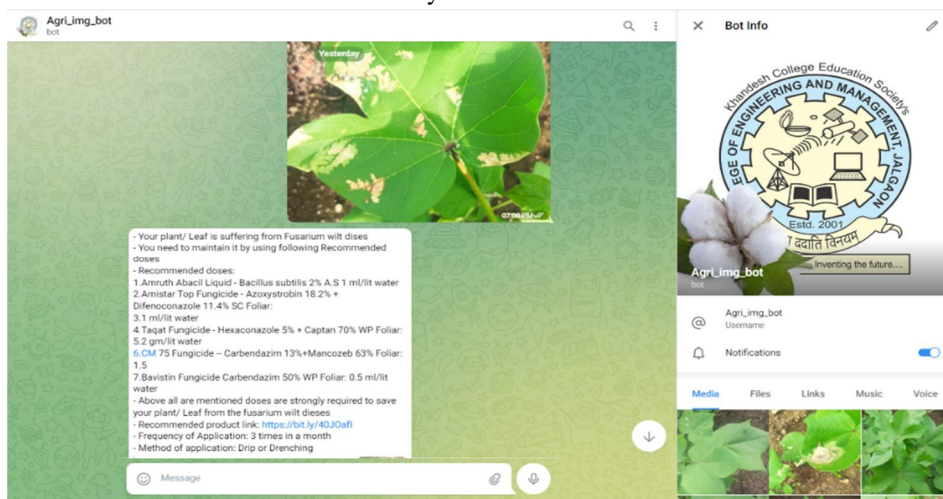 Agri_img_bot
bot
Yesterday
07:56 PM
- Your plant/ Leaf is suffering from Fusarium wilt dises
- You need to maintain it by using following Recommended
doses
- Recommended doses:
1.Amruth Abacil Liquid - Bacillus subtilis 2% A.S 1 ml/lit water
2.Amistar Top Fungicide - Azoxystrobin 18.2% +
Difenoconazole 11.4% SC Foliar:
3.1 ml/lit water
4.Taqat Fungicide - Hexaconazole 5% + Captan 70% WP Foliar:
5.2 gm/lit water
6.CM 75 Fungicide – Carbendazim 13%+Mancozeb 63% Foliar:
1.5
7.Bavistin Fungicide Carbendazim 50% WP Foliar: 0.5 ml/lit
water
- Above all are mentioned doses are strongly required to save
your plant/ Leaf from the fusarium wilt dieses
- Recommended product link: https://bit.ly/40JOafl
- Frequency of Application: 3 times in a month
- Method of application: Drip or Drenching
Message
Bot Info
Khandesh College Education Society's
COLLEGE OF ENGINEERING AND MANAGEMENT, JALGAON
Estd. 2001
ददाति विनयम
Inventing the future....
Agri_img_bot
bot
Agri_img_bot
Username
Notifications
Media Files Links Music Voice